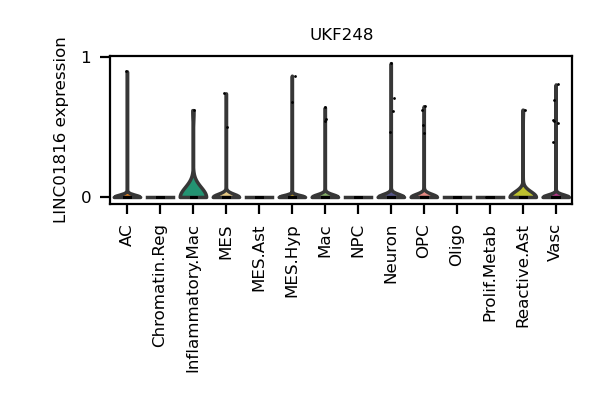 UKF248
LINC01816 expression
1
0
AC
Chromatin.Reg
Inflammatory.Mac
MES
MES.Ast
MES.Hyp
Mac
NPC
Neuron
OPC
Oligo
Prolif.Metab
Reactive.Ast
Vasc